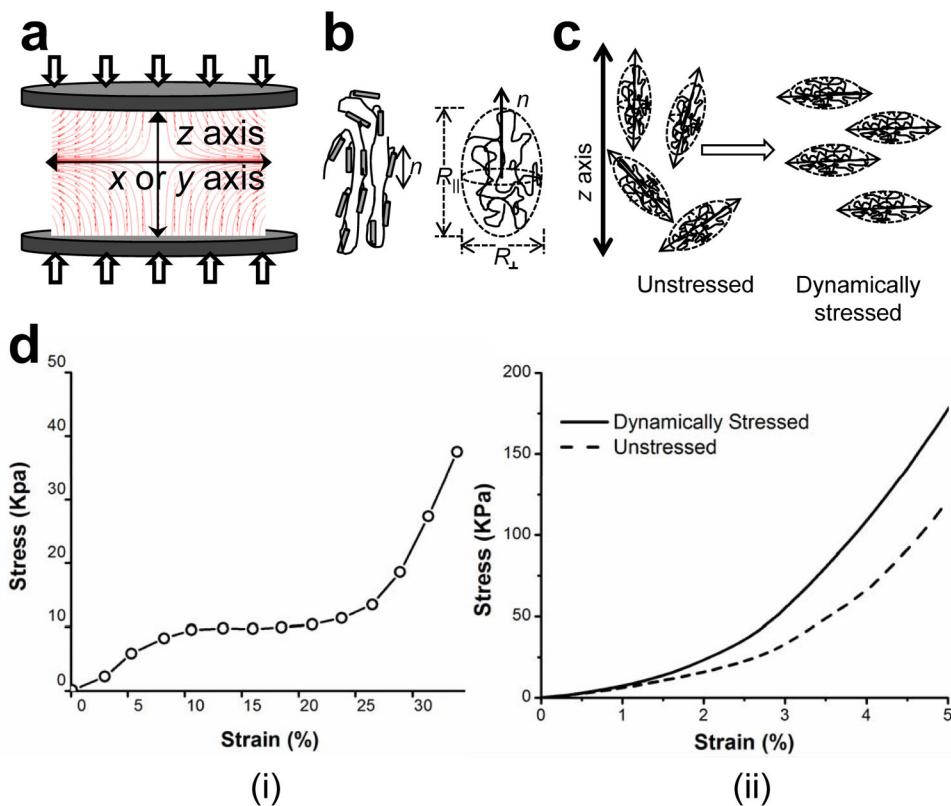 a
z axis
x or y axis
b
n
R||
n
R⊥
c
z axis
Unstressed
Dynamically
stressed
d
50
40
30
20
10
0
Stress (Kpa)
0 5 10 15 20 25 30
Strain (%)
(i)
200
150
100
50
0
Stress (KPa)
Dynamically Stressed
Unstressed
0 1 2 3 4 5
Strain (%)
(ii)